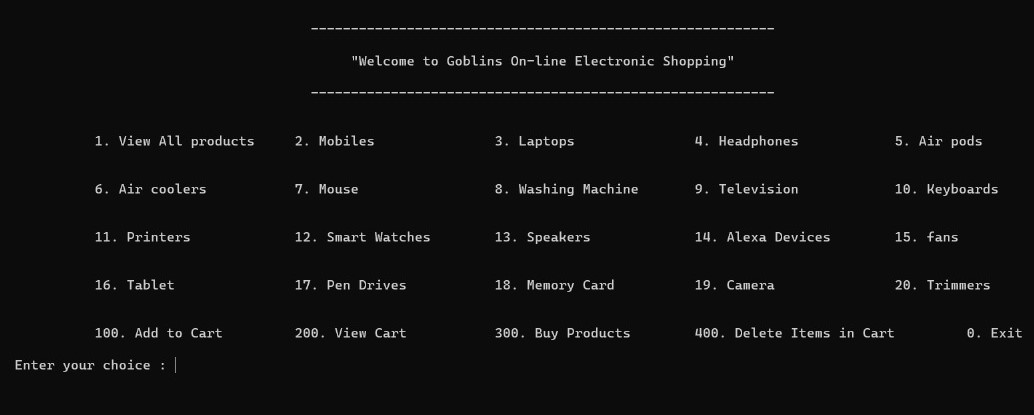 ----------------------------------------------------------
"Welcome to Goblins On-line Electronic Shopping"
----------------------------------------------------------
1. View All products 2. Mobiles 3. Laptops 4. Headphones 5. Air pods
6. Air coolers 7. Mouse 8. Washing Machine 9. Television 10. Keyboards
11. Printers 12. Smart Watches 13. Speakers 14. Alexa Devices 15. fans
16. Tablet 17. Pen Drives 18. Memory Card 19. Camera 20. Trimmers
100. Add to Cart 200. View Cart 300. Buy Products 400. Delete Items in Cart 0. Exit
Enter your choice :